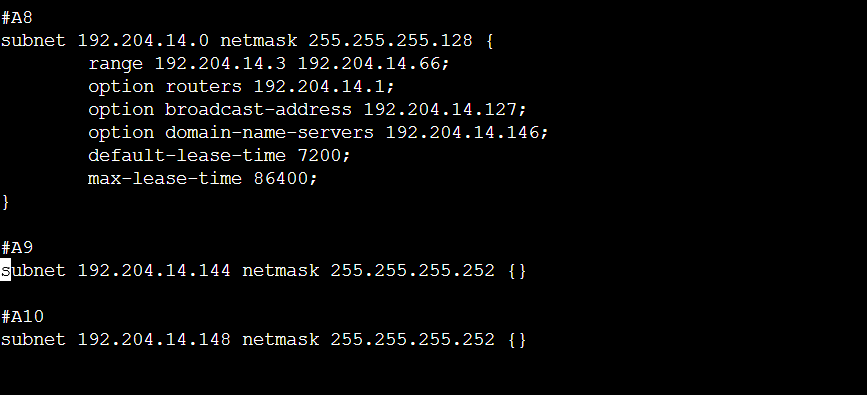 #A8
subnet 192.204.14.0 netmask 255.255.255.128 {
        range 192.204.14.3 192.204.14.66;
        option routers 192.204.14.1;
        option broadcast-address 192.204.14.127;
        option domain-name-servers 192.204.14.146;
        default-lease-time 7200;
        max-lease-time 86400;
}

#A9
subnet 192.204.14.144 netmask 255.255.255.252 {}

#A10
subnet 192.204.14.148 netmask 255.255.255.252 {}